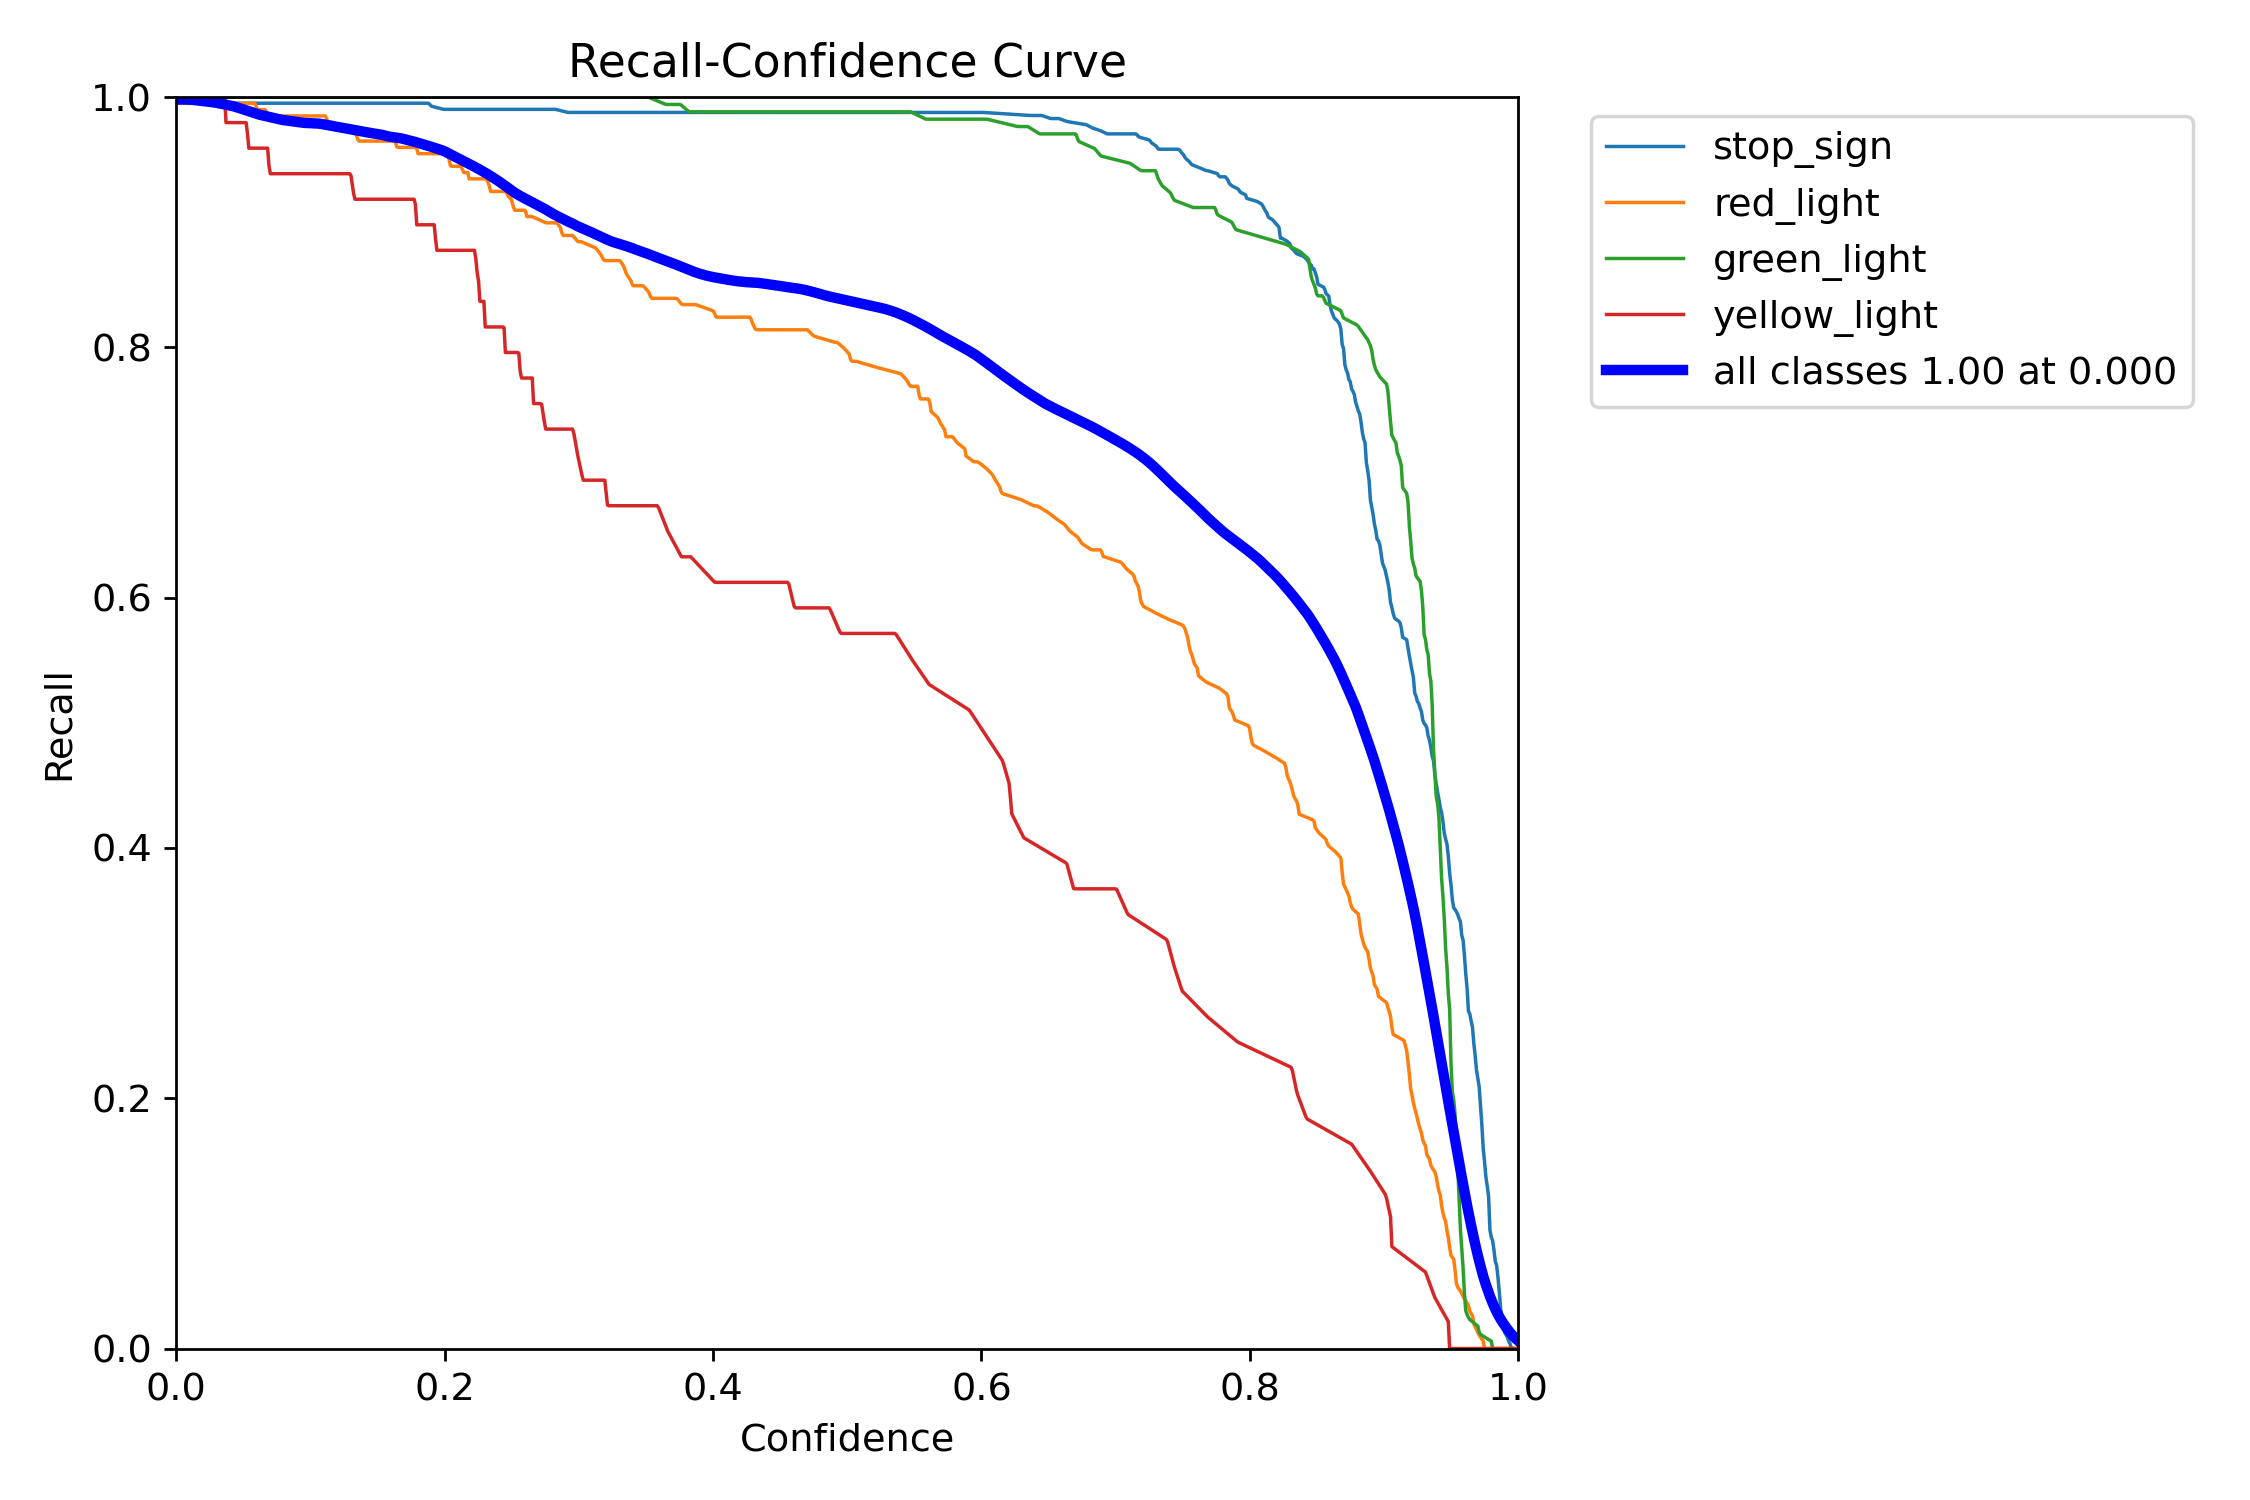 Recall-Confidence Curve
1.0
0.8
0.6
0.4
0.2
0.0
Recall
0.0 0.2 0.4 0.6 0.8 1.0
Confidence
stop_sign
red_light
green_light
yellow_light
all classes 1.00 at 0.000